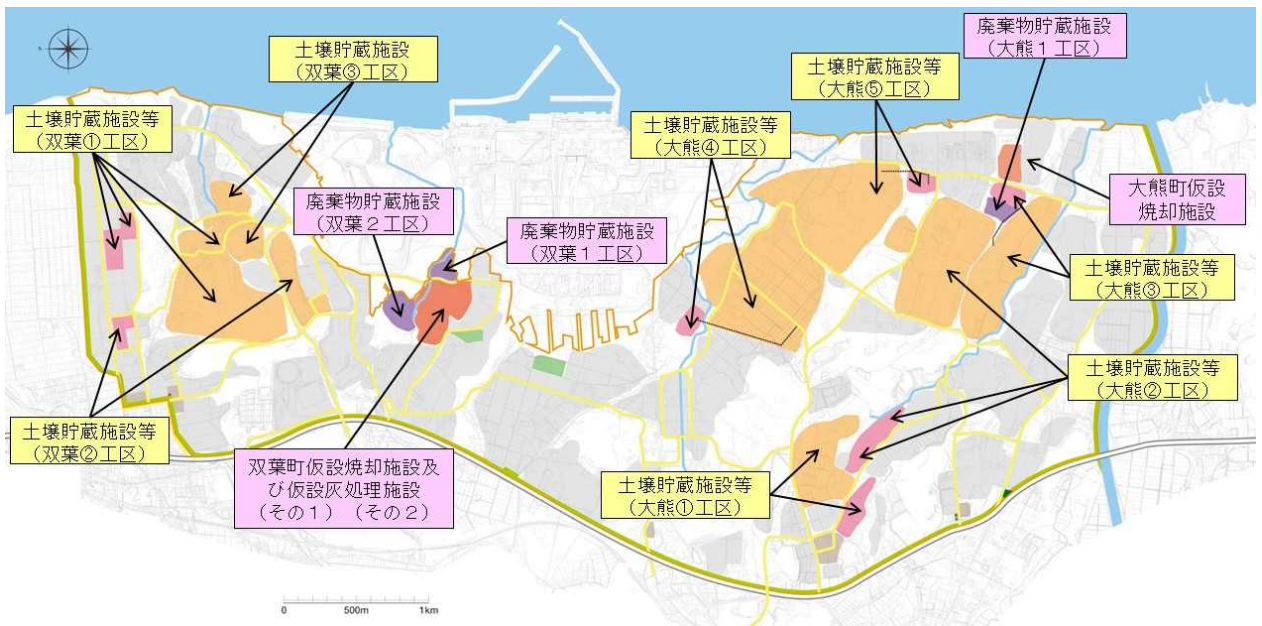 廃棄物貯蔵施設
(大熊1工区)
土壌貯蔵施設
(双葉③工区)
土壌貯蔵施設等
(大熊⑤工区)
土壌貯蔵施設等
(双葉①工区)
土壌貯蔵施設等
(大熊④工区)
大熊町仮設
焼却施設
廃棄物貯蔵施設
(双葉2工区)
廃棄物貯蔵施設
(双葉1工区)
土壌貯蔵施設等
(大熊③工区)
土壌貯蔵施設等
(大熊②工区)
土壌貯蔵施設等
(双葉②工区)
双葉町仮設焼却施設及
び仮設灰処理施設
(その1) (その2)
土壌貯蔵施設等
(大熊①工区)
0 500m 1km